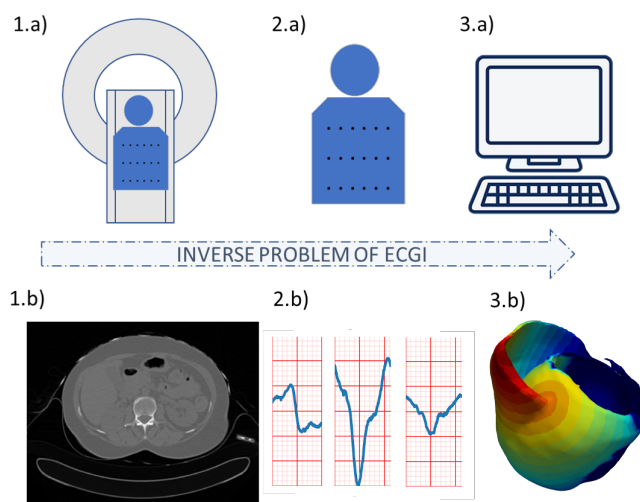 1.a)
2.a)
3.a)
INVERSE PROBLEM OF ECGI
1.b)
2.b)
3.b)